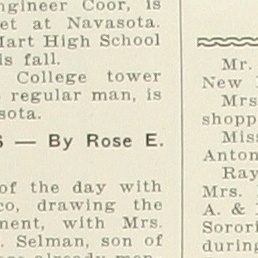 ngineer Coor, is
et at Navasota.
Mart High School
is fall.
College tower
regular man, is
sota.
— By Rose E.
of the day with
co, drawing the
ment, with Mrs.
. Selman, son of
already
Mr.
New
Mrs
shopp
Miss
Anton
Ray
Mrs.
A. &
Sorori
during